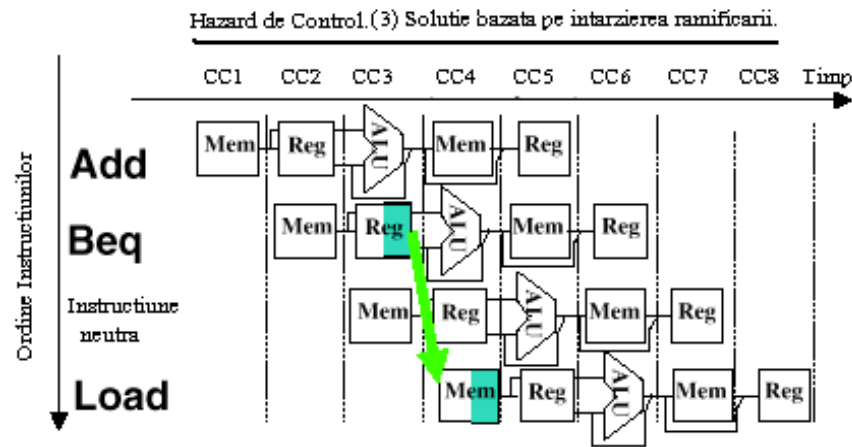 Hazard de Control.(3) Solutie bazata pe intarzierea ramificarii.
CC1 CC2 CC3 CC4 CC5 CC6 CC7 CC8 Timp
Ordine Instructiunilor
Add Mem Reg ALU Mem Reg
Beq Mem Reg ALU Mem Reg
Instructiune
neutra
Mem Reg ALU Mem Reg
Load Mem Reg ALU Mem Reg